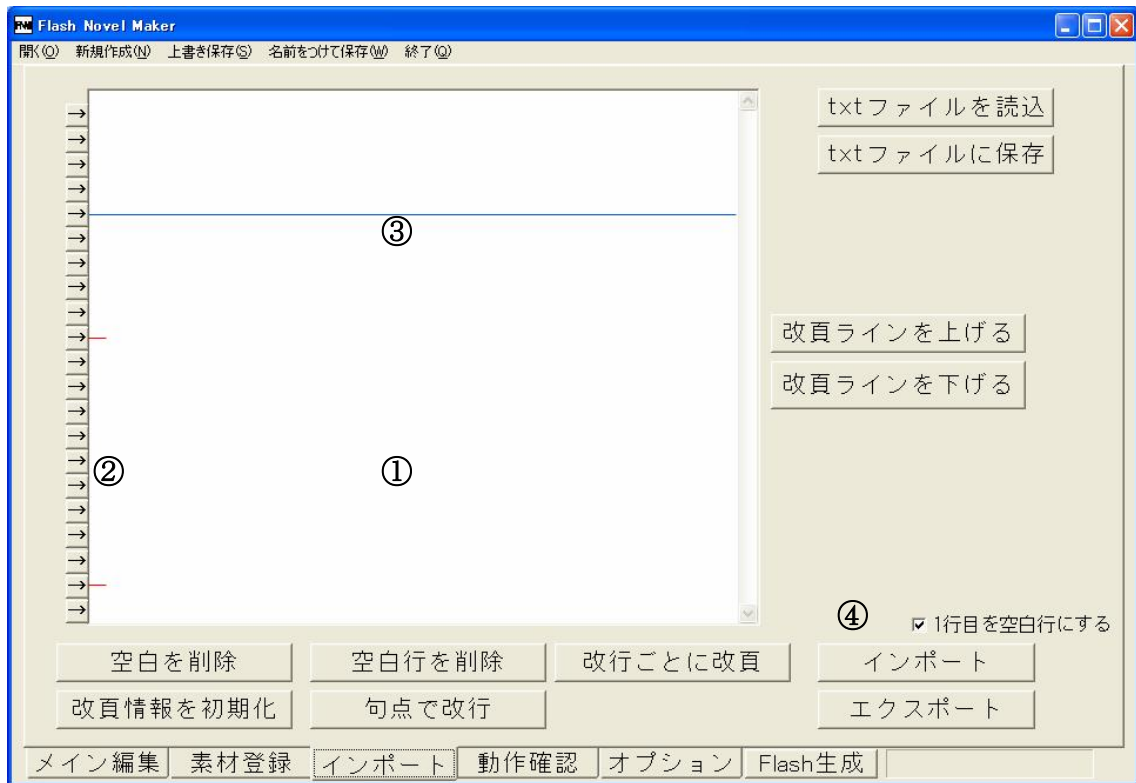 Flash Novel Maker
開く(O) 新規作成(N) 上書き保存(S) 名前をつけて保存(W) 終了(Q)
txtファイルを読込
→
→
txtファイルに保存
→
→
→
③
→
→
→
→
改頁ラインを上げる
→
→
→
改頁ラインを下げる
→
→
→
② ①
→
→
→
→
→
→
④
1行目を空白行にする
空白を削除 空白行を削除 改行ごとに改頁 インポート
改頁情報を初期化 句点で改行 エクスポート
メイン編集 素材登録 インポート 動作確認 オプション Flash生成